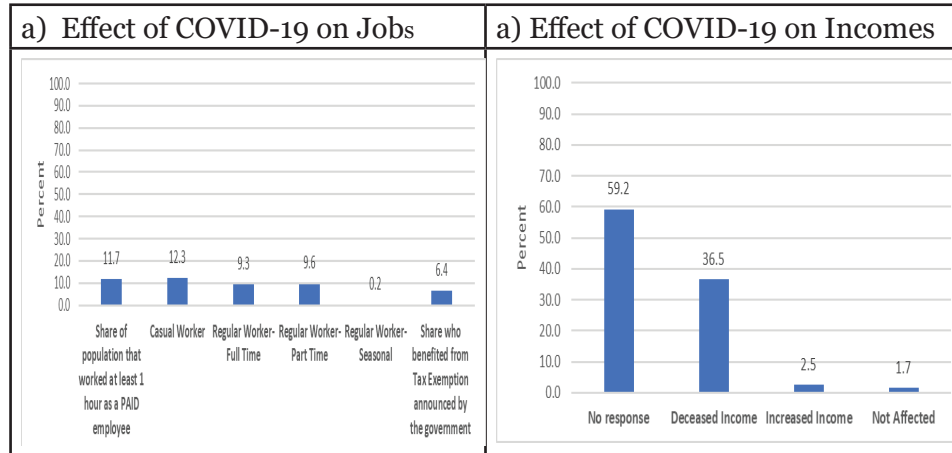 a) Effect of COVID-19 on Jobs
100.0
90.0
80.0
70.0
60.0
50.0
40.0
30.0
20.0
10.0
0.0
Percent
11.7
12.3
9.3
9.6
0.2
6.4
Share of
population that
worked at least 1
hour as a PAID
employee
Casual Worker
Regular Worker-
Full Time
Regular Worker-
Part Time
Regular Worker-
Seasonal
Share who
benefited from
Tax Exemption
announced by
the government
a) Effect of COVID-19 on Incomes
100.0
90.0
80.0
70.0
60.0
50.0
40.0
30.0
20.0
10.0
0.0
Percent
59.2
36.5
2.5
1.7
No response
Deceased Income
Increased Income
Not Affected